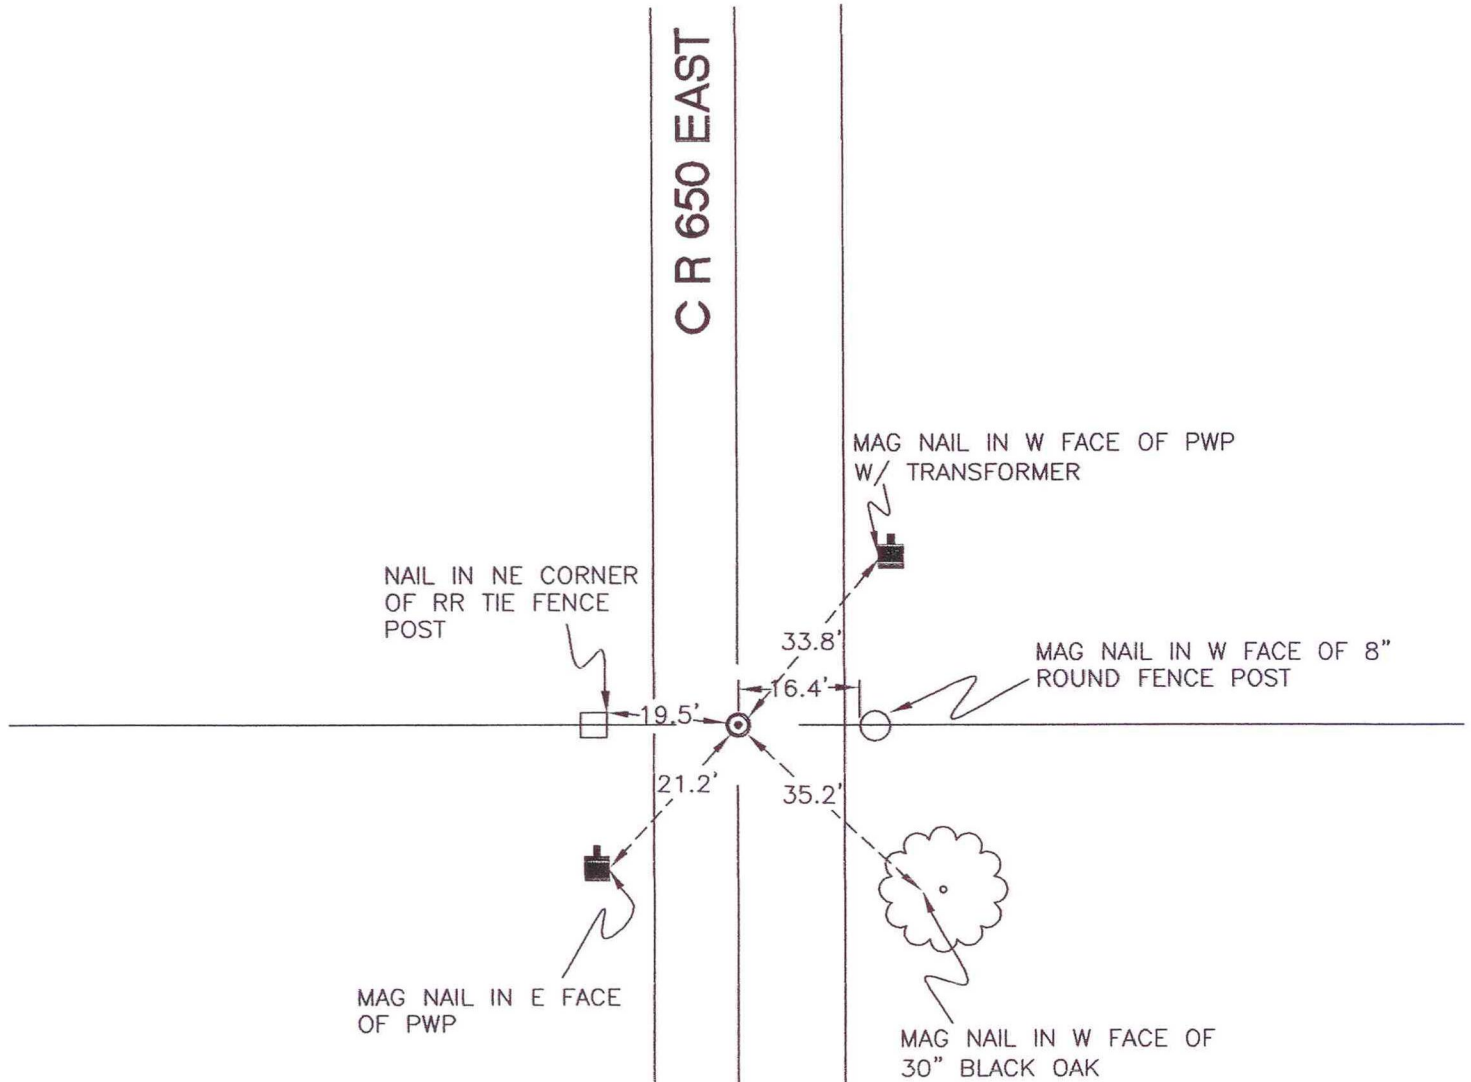 C R 650 EAST
MAG NAIL IN W FACE OF PWP
W/ TRANSFORMER
NAIL IN NE CORNER
OF RR TIE FENCE
POST
33.8'
MAG NAIL IN W FACE OF 8"
ROUND FENCE POST
16.4'
19.5'
21.2'
35.2'
MAG NAIL IN E FACE
OF PWP
MAG NAIL IN W FACE OF
30" BLACK OAK